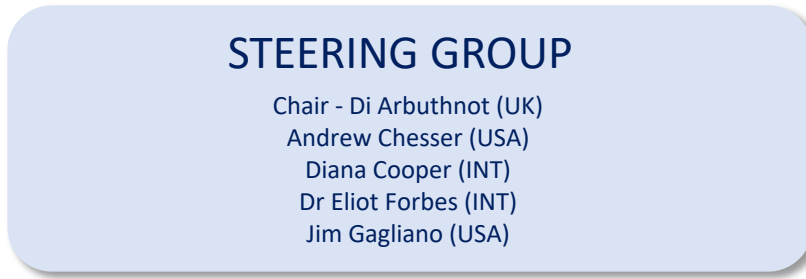 STEERING GROUP
Chair - Di Arbuthnot (UK)
Andrew Chesser (USA)
Diana Cooper (INT)
Dr Eliot Forbes (INT)
Jim Gagliano (USA)